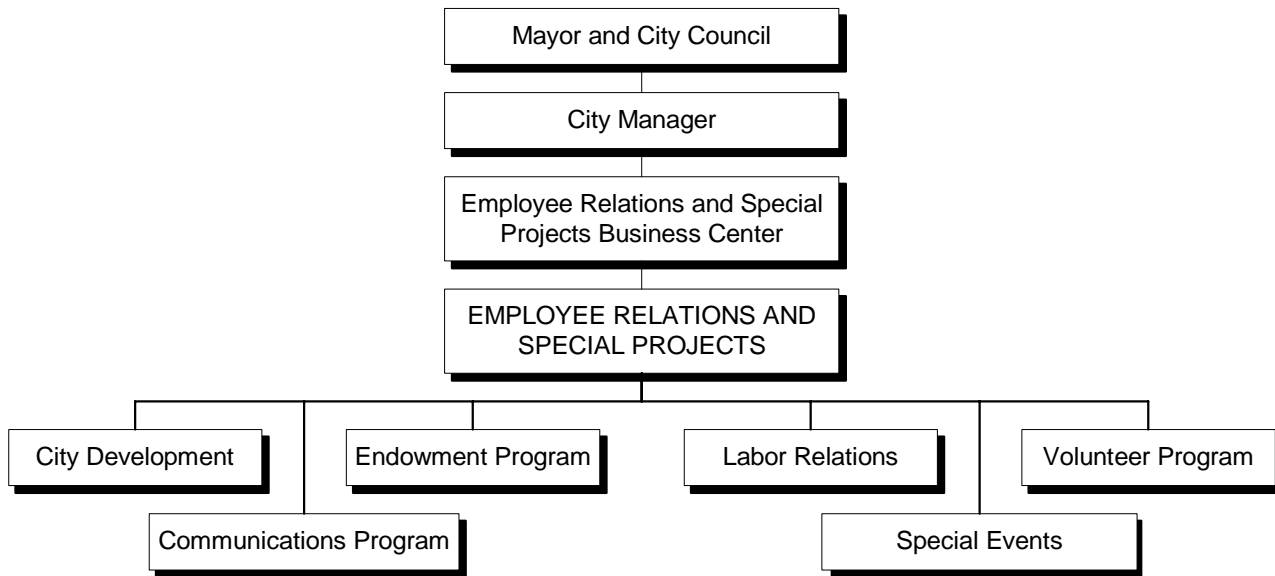 Mayor and City Council
City Manager
Employee Relations and Special
Projects Business Center
EMPLOYEE RELATIONS AND
SPECIAL PROJECTS
City Development
Endowment Program
Labor Relations
Volunteer Program
Communications Program
Special Events